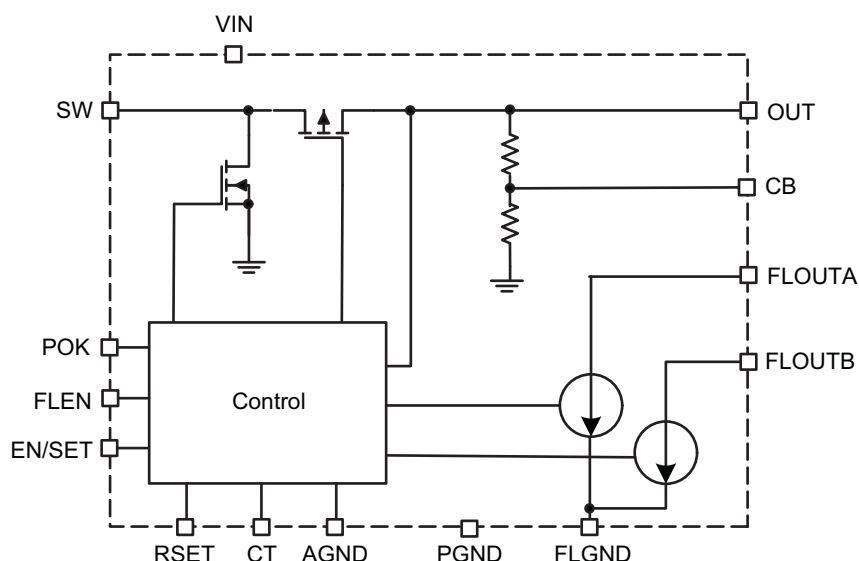 VIN
SW
OUT
CB
FLOUTA
POK
FLOUTB
FLEN
Control
EN/SET
RSET CT AGND PGND FLGND